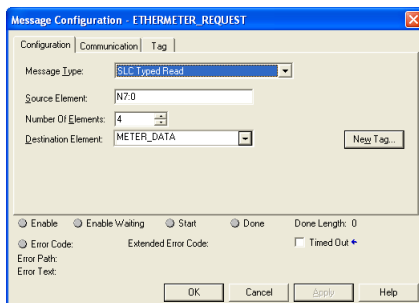 Message Configuration - ETHERMETER_REQUEST
Configuration Communication Tag
Message Type: SLC Typed Read
Source Element: N7:0
Number Of Elements: 4
Destination Element: METER_DATA New Tag...
Enable Enable Waiting Start Done Done Length: 0
Error Code: Extended Error Code: Timed Out
Error Path:
Error Text:
OK Cancel Apply Help